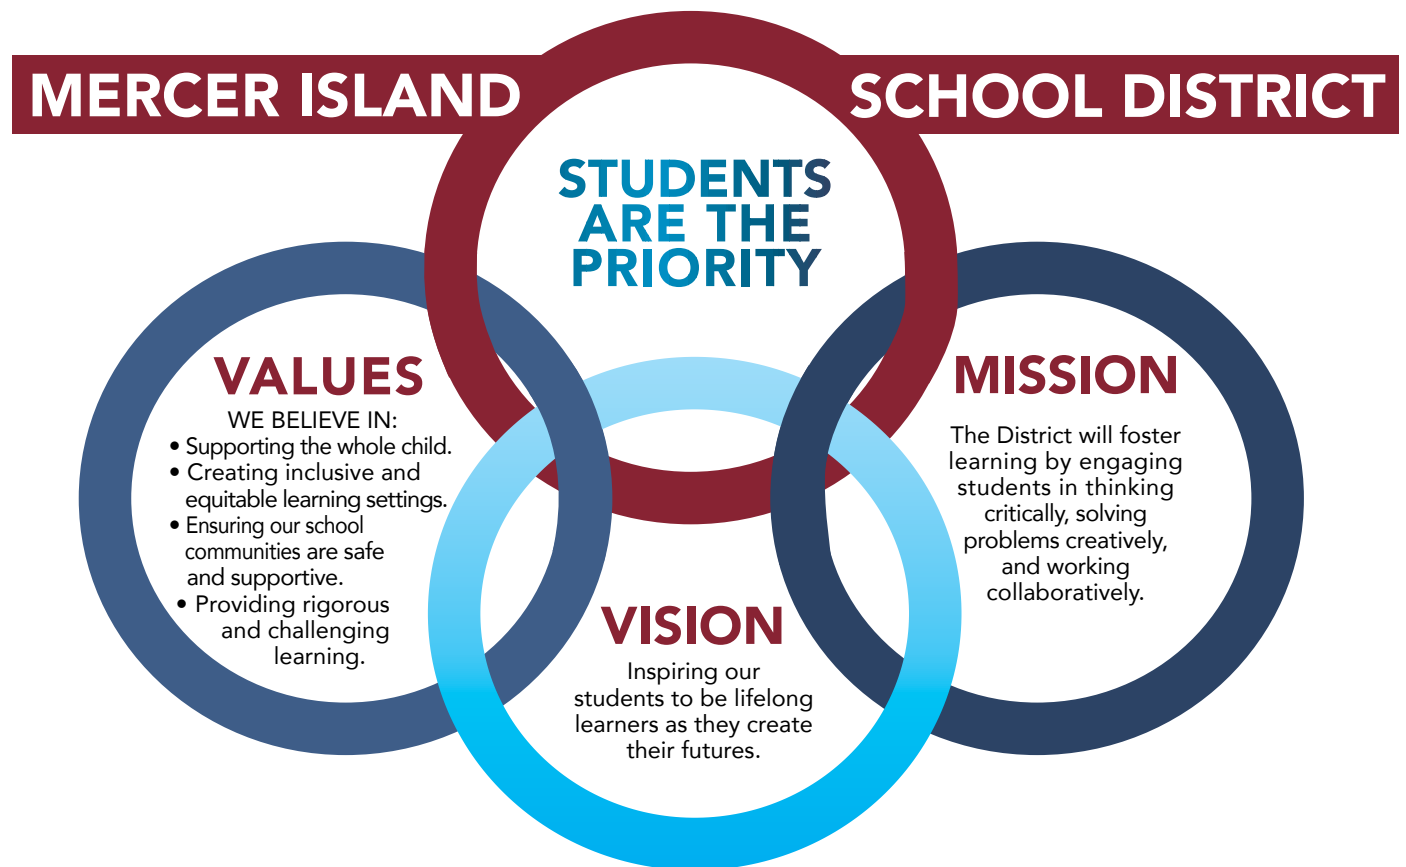 MERCER ISLAND SCHOOL DISTRICT
STUDENTS
ARE THE
PRIORITY
VALUES
WE BELIEVE IN:
• Supporting the whole child.
• Creating inclusive and
equitable learning settings.
• Ensuring our school
communities are safe
and supportive.
• Providing rigorous
and challenging
learning.
VISION
Inspiring our
students to be lifelong
learners as they create
their futures.
MISSION
The District will foster
learning by engaging
students in thinking
critically, solving
problems creatively,
and working
collaboratively.